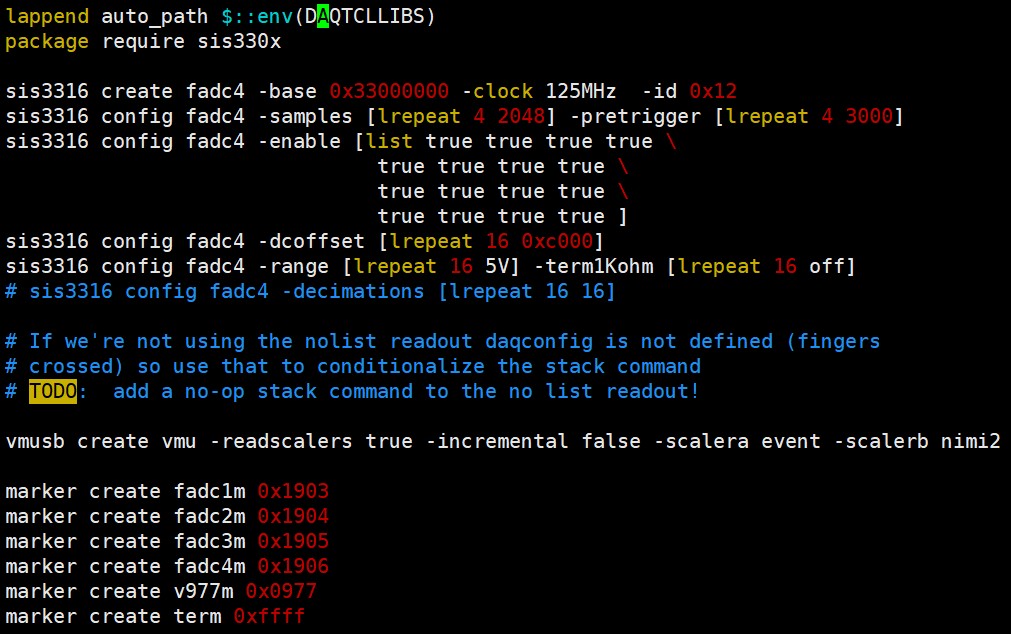 lappend auto_path $::env(DAQTCLLIBS)
package require sis330x
sis3316 create fadc4 -base 0x33000000 -clock 125MHz  -id 0x12
sis3316 config fadc4 -samples [lrepeat 4 2048] -pretrigger [lrepeat 4 3000]
sis3316 config fadc4 -enable [list true true true true \
                               true true true true \
                               true true true true \
                               true true true true ]
sis3316 config fadc4 -dcoffset [lrepeat 16 0xc000]
sis3316 config fadc4 -range [lrepeat 16 5V] -term1Kohm [lrepeat 16 off]
# sis3316 config fadc4 -decimations [lrepeat 16 16]
# If we're not using the nolist readout daqconfig is not defined (fingers
# crossed) so use that to conditionalize the stack command
# TODO:  add a no-op stack command to the no list readout!
vmusb create vmu -readscalers true -incremental false -scalera event -scalerb nimi2
marker create fadc1m 0x1903
marker create fadc2m 0x1904
marker create fadc3m 0x1905
marker create fadc4m 0x1906
marker create v977m 0x0977
marker create term 0xffff